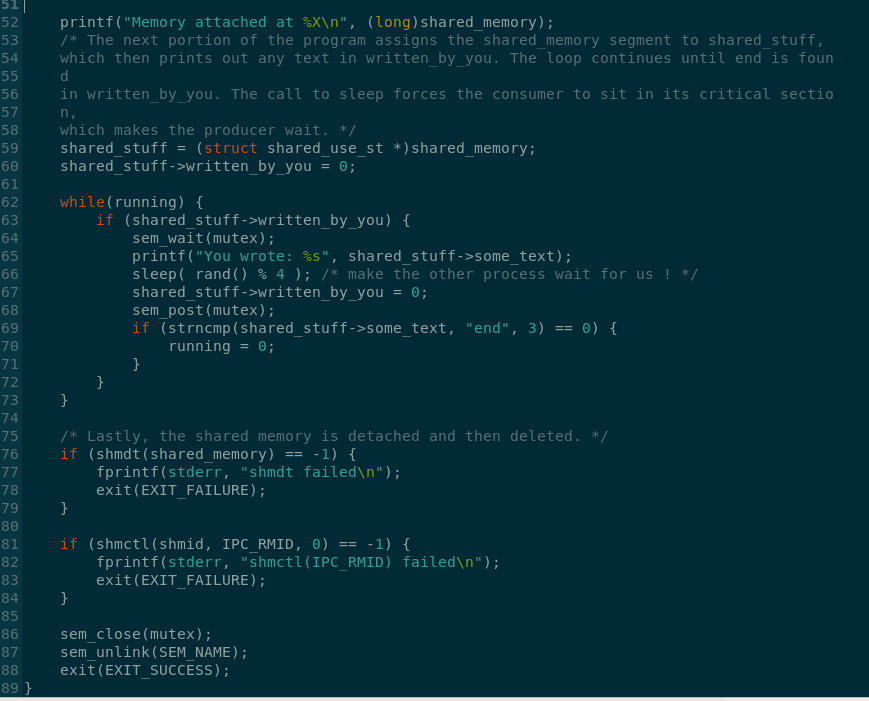 51
52     printf("Memory attached at %X\n", (long)shared_memory);
53     /* The next portion of the program assigns the shared_memory segment to shared_stuff,
54     which then prints out any text in written_by_you. The loop continues until end is foun
55     d
56     in written_by_you. The call to sleep forces the consumer to sit in its critical sectio
57     n,
58     which makes the producer wait. */
59     shared_stuff = (struct shared_use_st *)shared_memory;
60     shared_stuff->written_by_you = 0;
61
62     while(running) {
63         if (shared_stuff->written_by_you) {
64             sem_wait(mutex);
65             printf("You wrote: %s", shared_stuff->some_text);
66             sleep( rand() % 4 ); /* make the other process wait for us ! */
67             shared_stuff->written_by_you = 0;
68             sem_post(mutex);
69             if (strncmp(shared_stuff->some_text, "end", 3) == 0) {
70                 running = 0;
71             }
72         }
73     }
74
75     /* Lastly, the shared memory is detached and then deleted. */
76     if (shmdt(shared_memory) == -1) {
77         fprintf(stderr, "shmdt failed\n");
78         exit(EXIT_FAILURE);
79     }
80
81     if (shmctl(shmid, IPC_RMID, 0) == -1) {
82         fprintf(stderr, "shmctl(IPC_RMID) failed\n");
83         exit(EXIT_FAILURE);
84     }
85
86     sem_close(mutex);
87     sem_unlink(SEM_NAME);
88     exit(EXIT_SUCCESS);
89 }